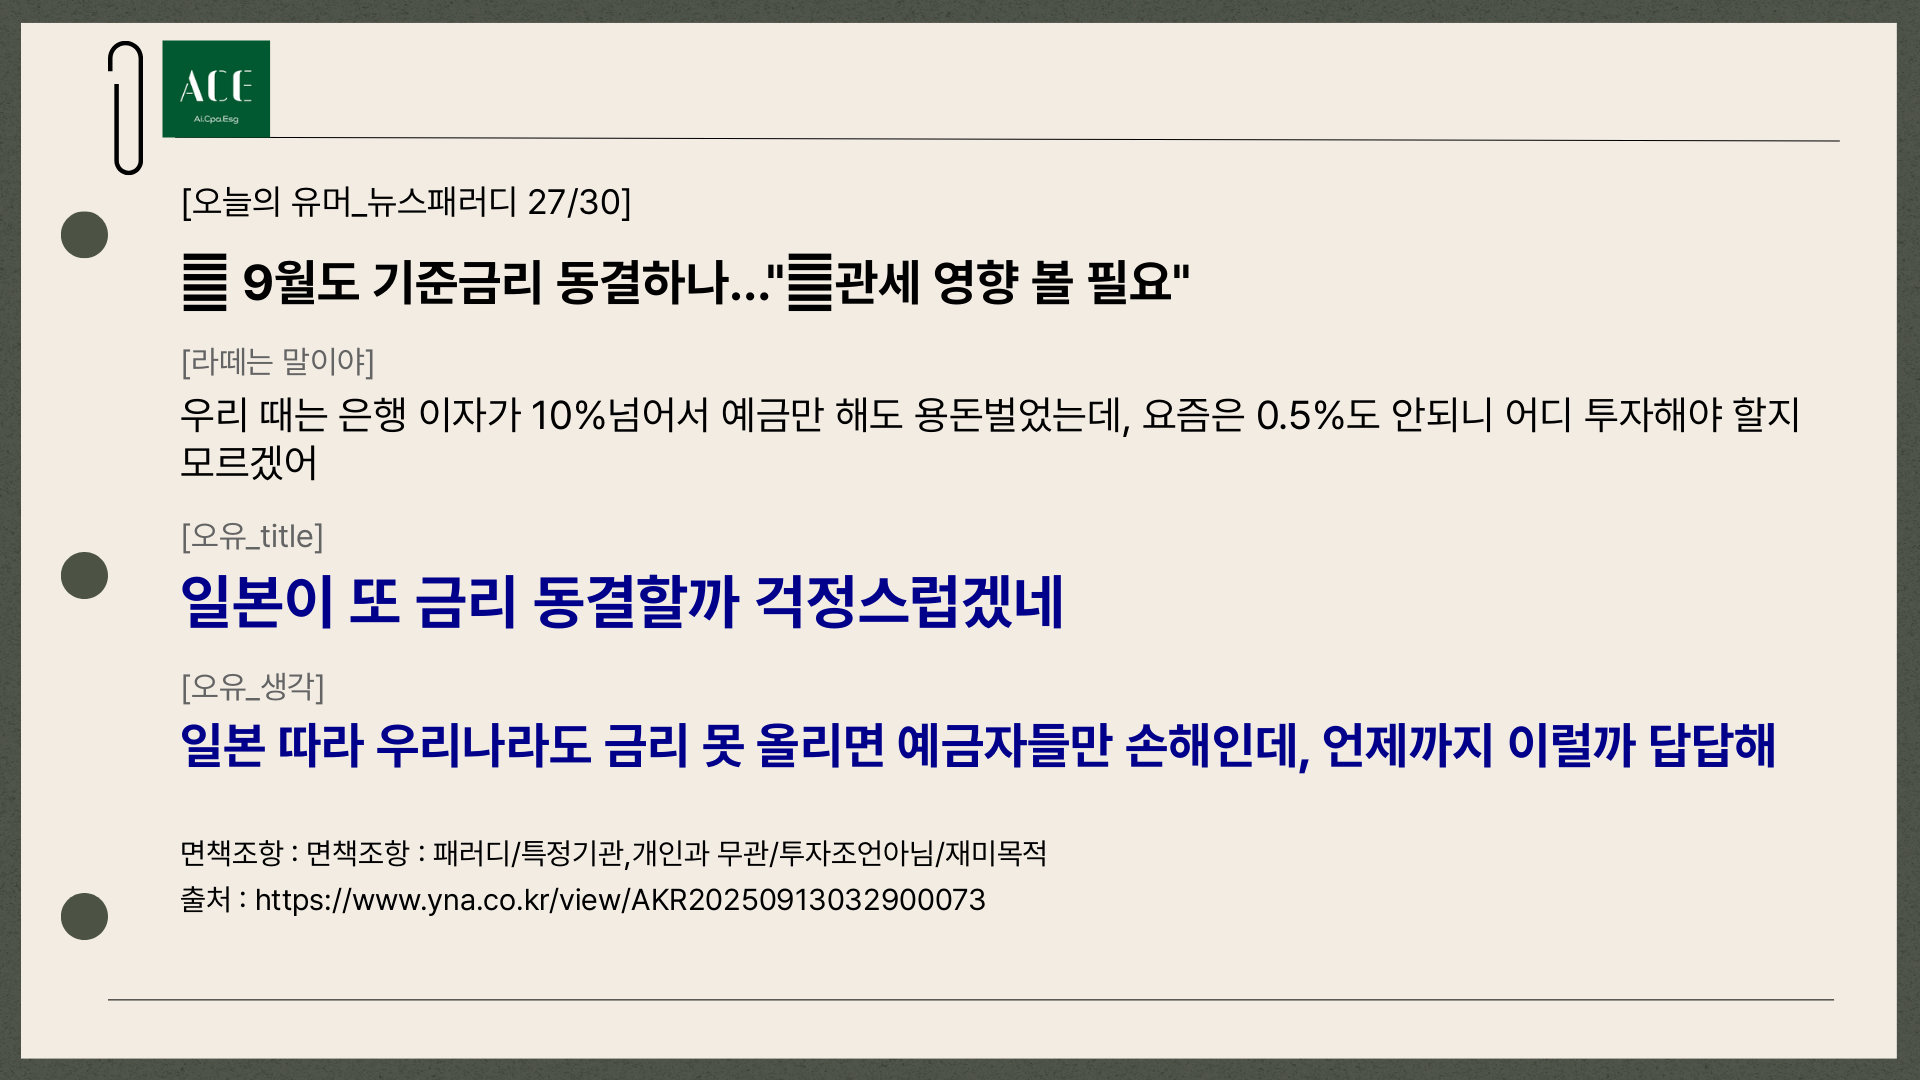 ACE
Ai.Cpa.Esg
[오늘의 유머_뉴스패러디 27/30]
9월도 기준금리 동결하나..."관세 영향 볼 필요"
[라떼는 말이야]
우리 때는 은행 이자가 10%넘어서 예금만 해도 용돈벌었는데, 요즘은 0.5%도 안되니 어디 투자해야 할지
모르겠어
[오유_title]
일본이 또 금리 동결할까 걱정스럽겠네
[오유_생각]
일본 따라 우리나라도 금리 못 올리면 예금자들만 손해인데, 언제까지 이럴까 답답해
면책조항 : 면책조항 : 패러디/특정기관,개인과 무관/투자조언아님/재미목적
출처 : https://www.yna.co.kr/view/AKR20250913032900073